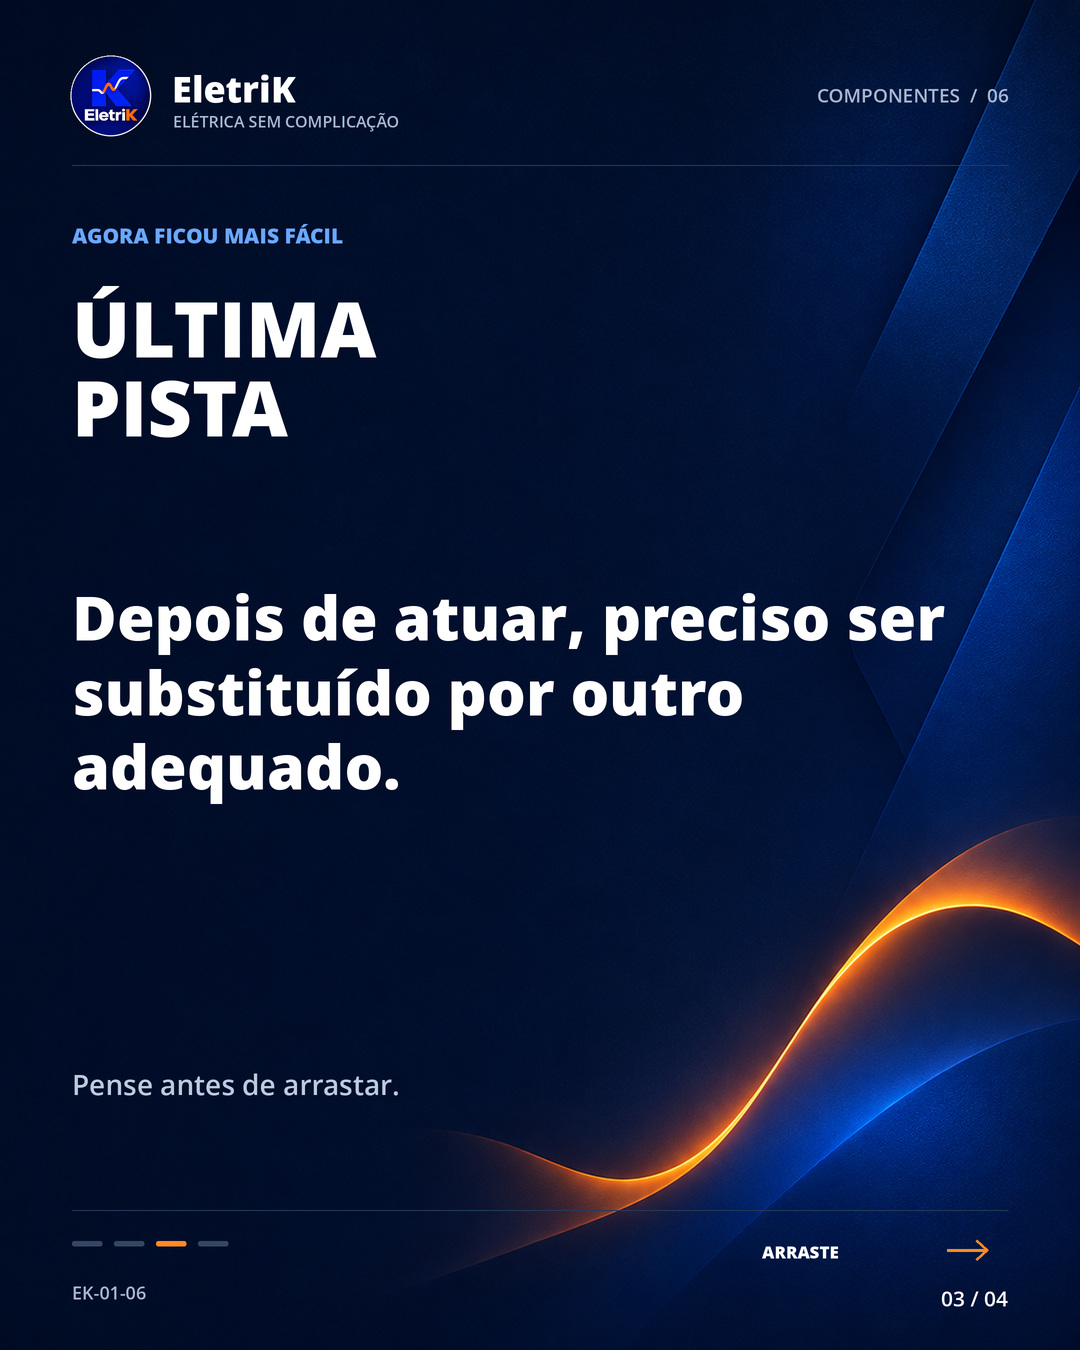 EletriK
EletriK
ELÉTRICA SEM COMPLICAÇÃO
COMPONENTES / 06
AGORA FICOU MAIS FÁCIL
ÚLTIMA
PISTA
Depois de atuar, preciso ser
substituído por outro
adequado.
Pense antes de arrastar.
ARRASTE
EK-01-06
03 / 04